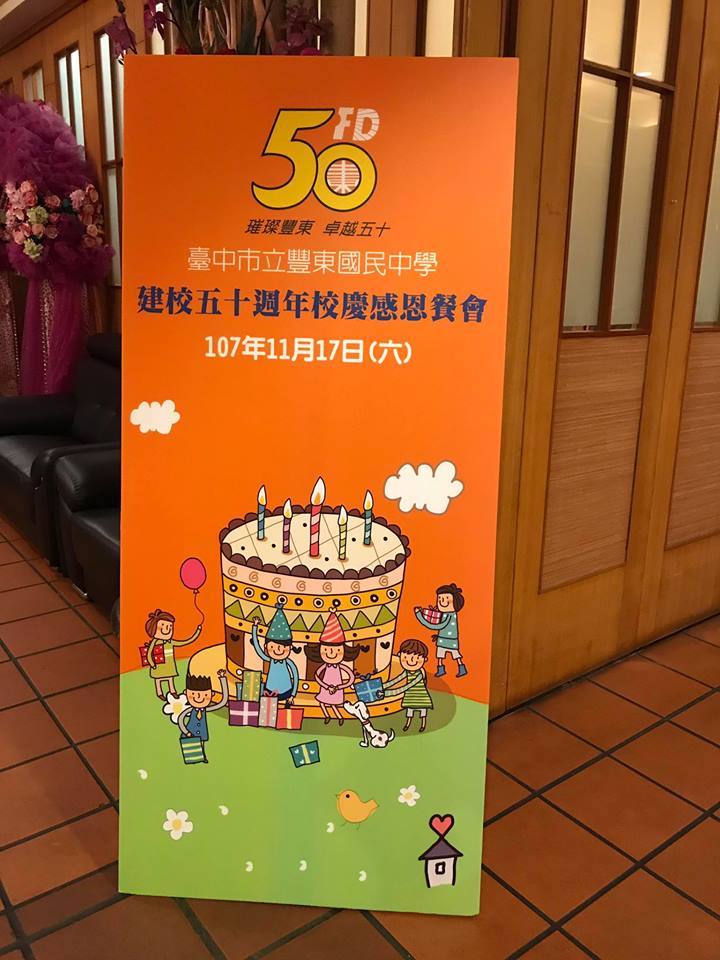 50
FD
東
璀璨豐東 卓越五十
臺中市立豐東國民中學
建校五十週年校慶感恩餐會
107年11月17日(六)